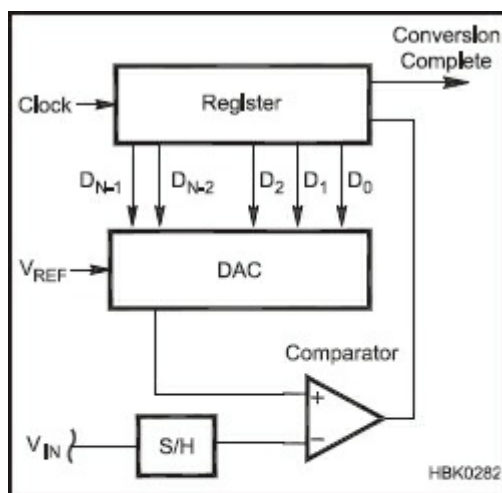 Conversion
Complete
Clock
Register
D_N-1 D_N-2 D_2 D_1 D_0
V_REF
DAC
Comparator
+
−
V_IN
S/H
HBK0282